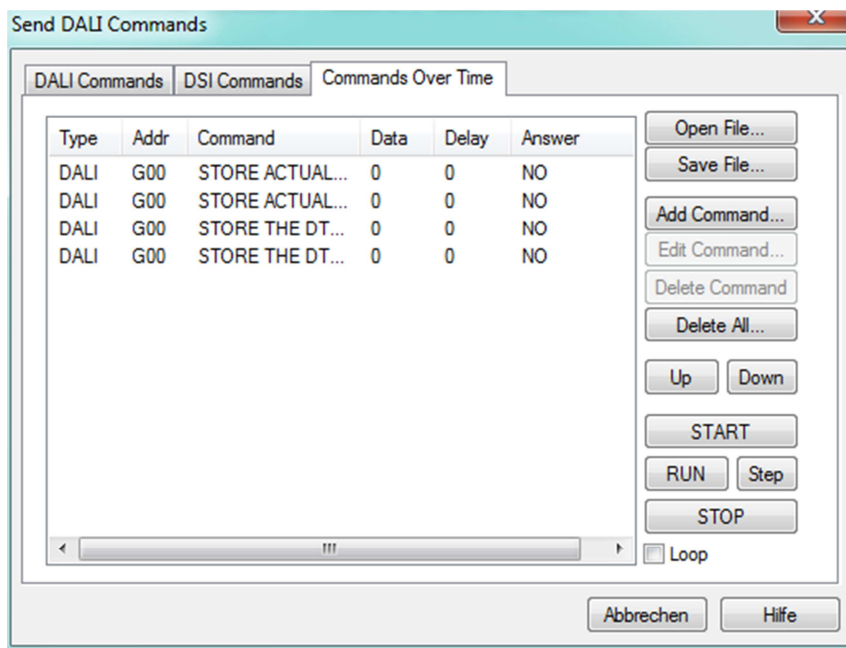 Send DALI Commands
DALI Commands DSI Commands Commands Over Time
Type Addr Command Data Delay Answer
DALI G00 STORE ACTUAL... 0 0 NO
DALI G00 STORE ACTUAL... 0 0 NO
DALI G00 STORE THE DT... 0 0 NO
DALI G00 STORE THE DT... 0 0 NO
Open File...
Save File...
Add Command...
Edit Command...
Delete Command
Delete All...
Up Down
START
RUN Step
STOP
Loop
Abbrechen Hilfe